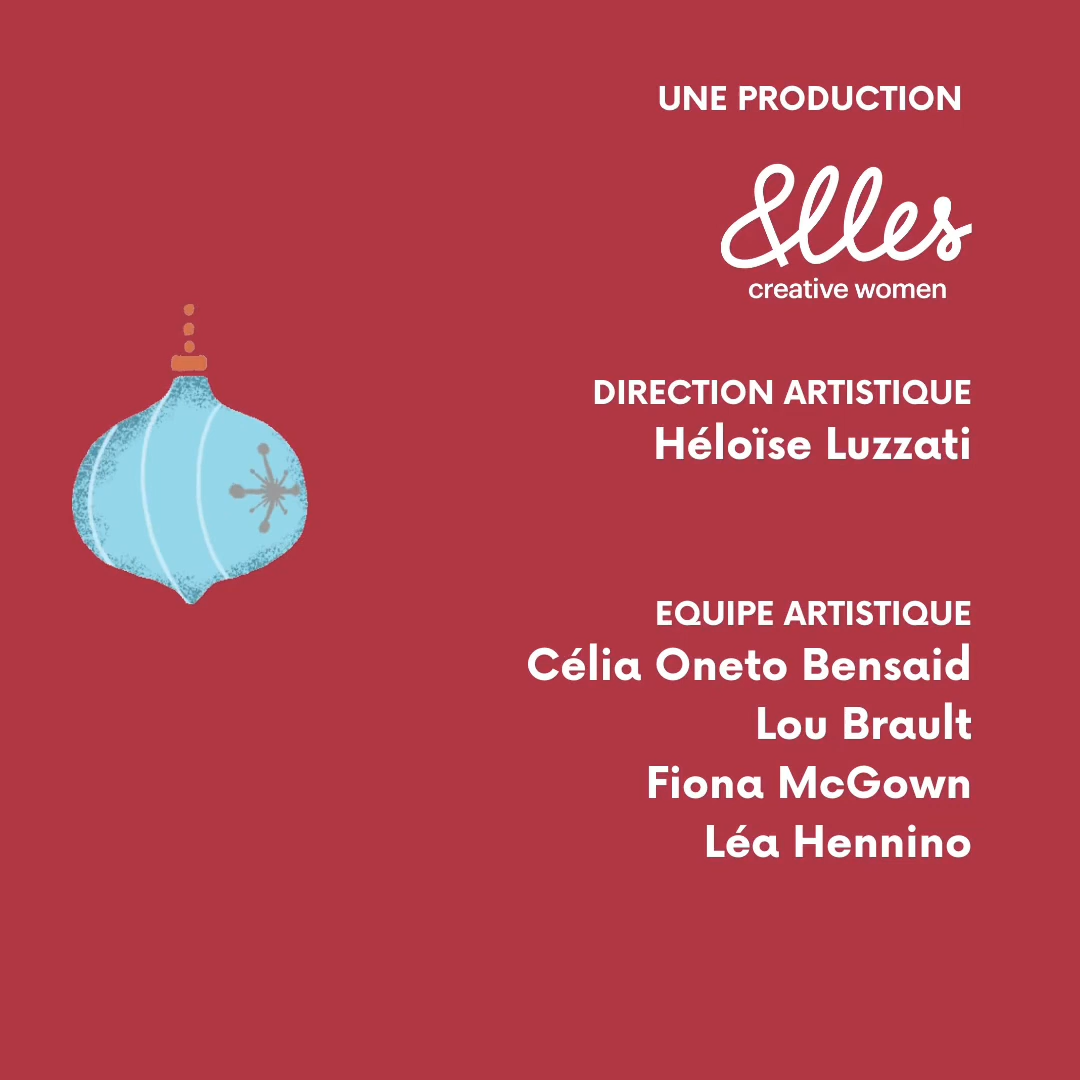 UNE PRODUCTION
&lles
creative women
DIRECTION ARTISTIQUE
Héloïse Luzzati
EQUIPE ARTISTIQUE
Célia Oneto Bensaid
Lou Brault
Fiona McGown
Léa Hennino